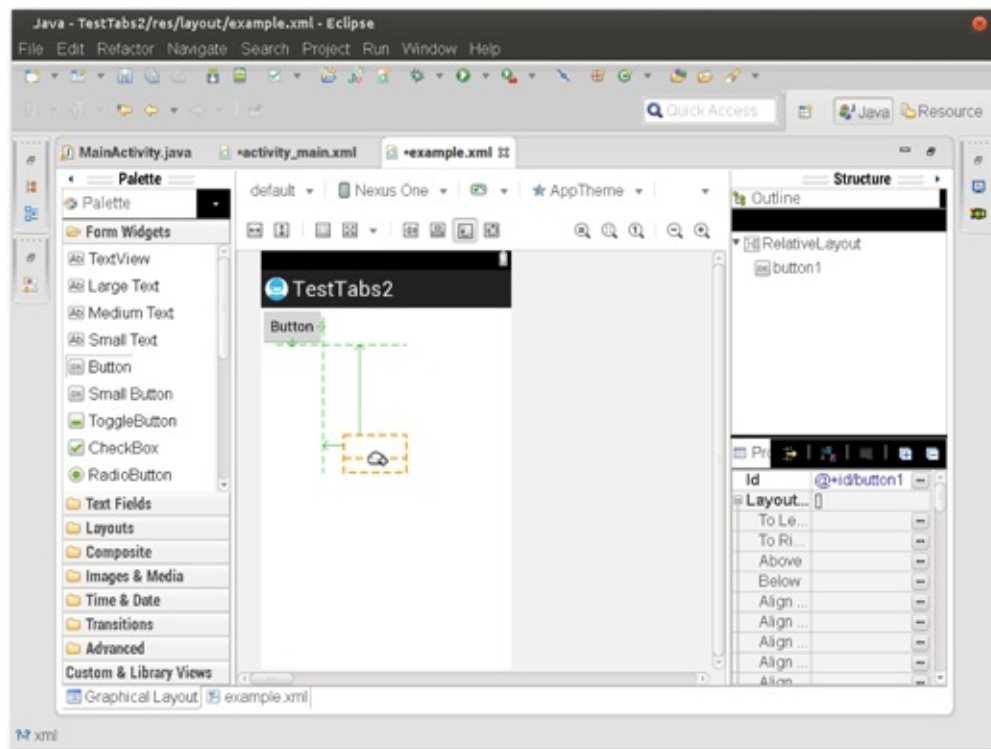 Java - TestTabs2/res/layout/example.xml - Eclipse
File Edit Refactor Navigate Search Project Run Window Help
Quick Access
Java
Resource
MainActivity.java
*activity_main.xml
*example.xml
Palette
Palette
Form Widgets
TextView
Large Text
Medium Text
Small Text
Button
Small Button
ToggleButton
CheckBox
RadioButton
Text Fields
Layouts
Composite
Images & Media
Time & Date
Transitions
Advanced
Custom & Library Views
default
Nexus One
AppTheme
TestTabs2
Button
Structure
Outline
RelativeLayout
button1
Id @+id/button1
Layout... []
To Le...
To Ri...
Above
Below
Align ...
Align ...
Align ...
Align ...
Align
Graphical Layout
example.xml
xml